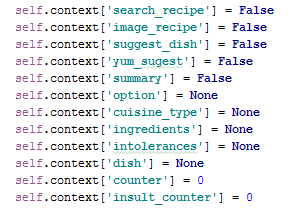 self.context['search_recipe'] = False
self.context['image_recipe'] = False
self.context['suggest_dish'] = False
self.context['yum_sugest'] = False
self.context['summary'] = False
self.context['option'] = None
self.context['cuisine_type'] = None
self.context['ingredients'] = None
self.context['intolerances'] = None
self.context['dish'] = None
self.context['counter'] = 0
self.context['insult_counter'] = 0